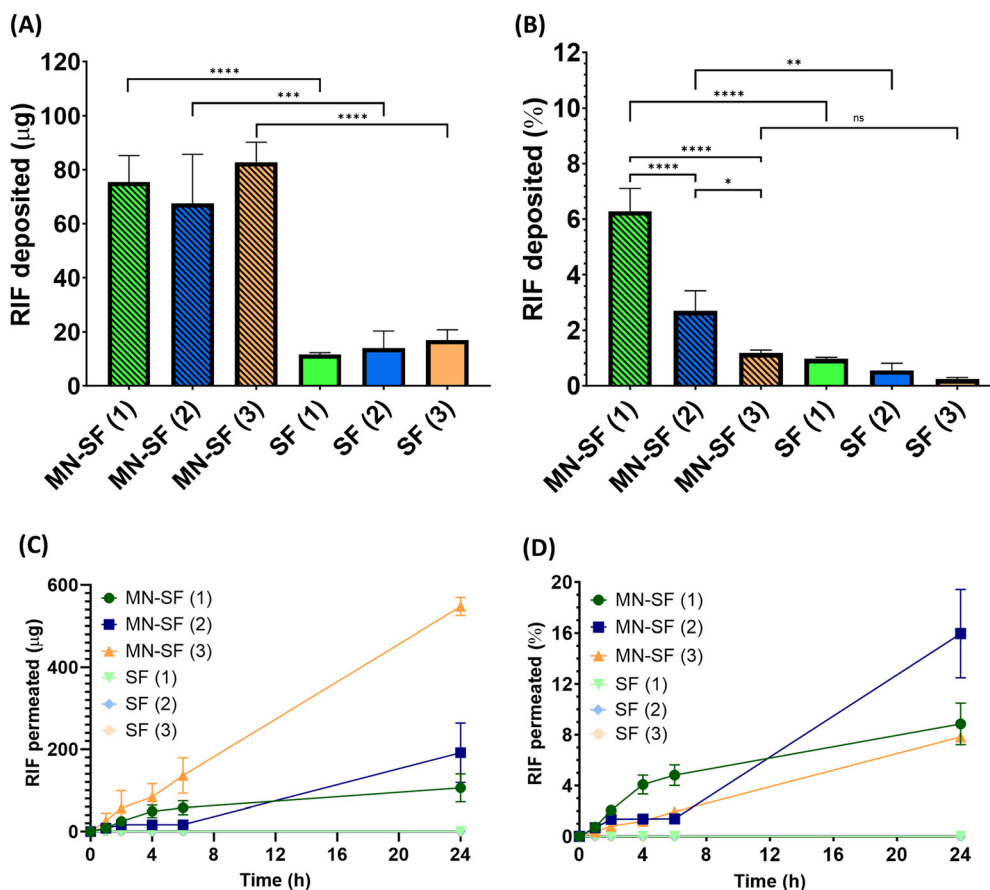 (A)
RIF deposited (μg)
120
100
80
60
40
20
0
****
***
****
MN-SF (1)
MN-SF (2)
MN-SF (3)
SF (1)
SF (2)
SF (3)
(B)
RIF deposited (%)
12
10
8
6
4
2
0
**
****
ns
****
****
*
MN-SF (1)
MN-SF (2)
MN-SF (3)
SF (1)
SF (2)
SF (3)
(C)
RIF permeated (μg)
600
400
200
0
MN-SF (1)
MN-SF (2)
MN-SF (3)
SF (1)
SF (2)
SF (3)
0 4 8 12 16 20 24
Time (h)
(D)
RIF permeated (%)
20
16
12
8
4
0
MN-SF (1)
MN-SF (2)
MN-SF (3)
SF (1)
SF (2)
SF (3)
0 4 8 12 16 20 24
Time (h)